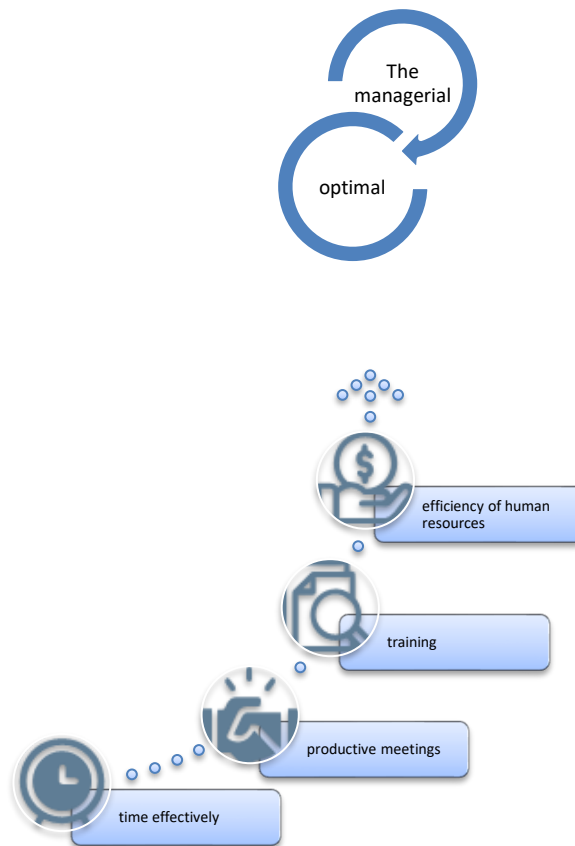 The
managerial
optimal
efficiency of human
resources
training
productive meetings
time effectively